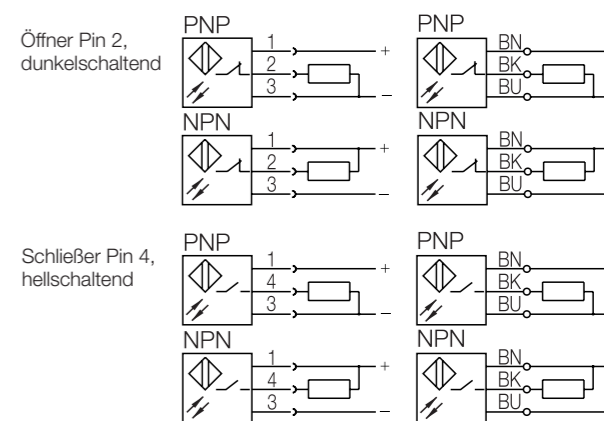 Öffner Pin 2,
dunkelschaltend
PNP
1
2
3
+
–
PNP
BN
BK
BU
NPN
1
2
3
+
–
NPN
BN
BK
BU
Schließer Pin 4,
hellschaltend
PNP
1
4
3
+
–
PNP
BN
BK
BU
NPN
1
4
3
+
–
NPN
BN
BK
BU